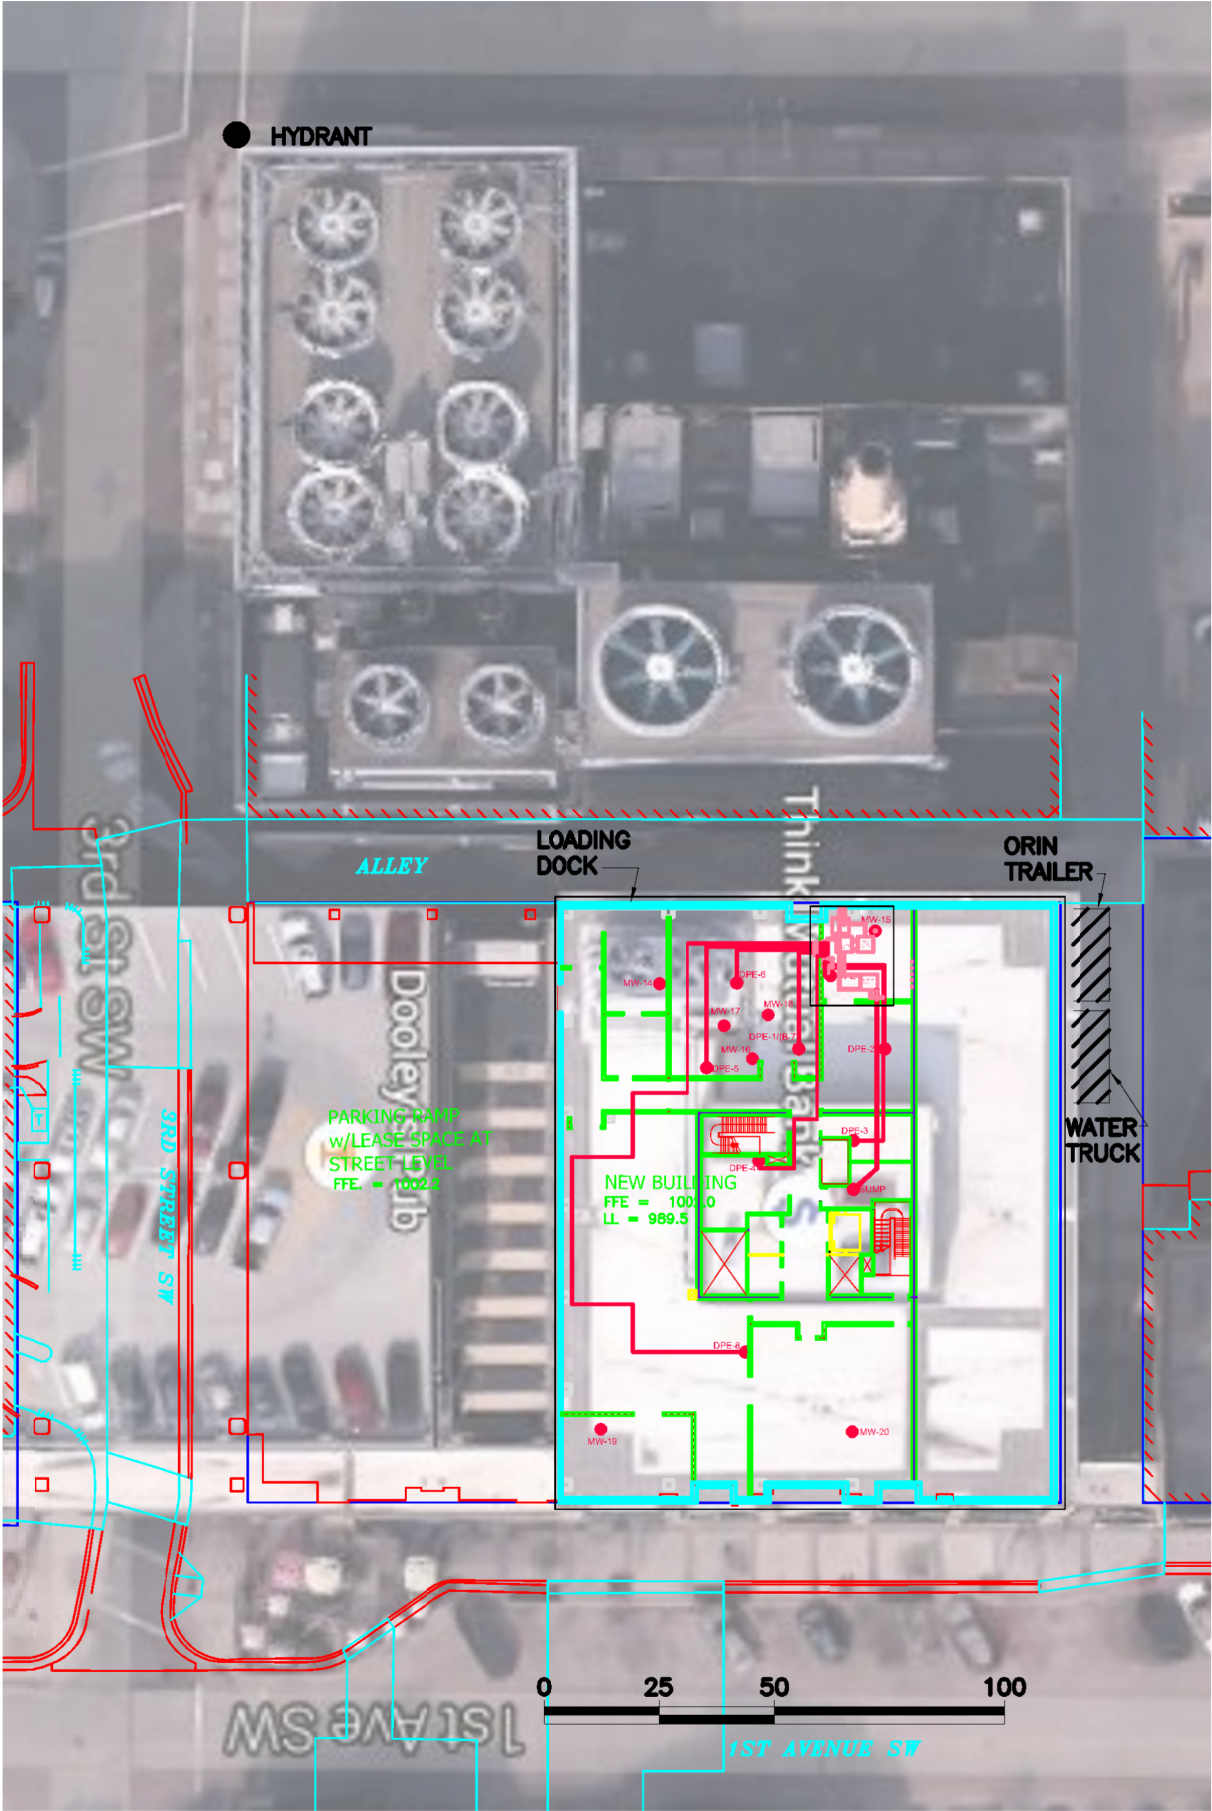 HYDRANT
LOADING
DOCK
ORIN
TRAILER
ALLEY
3rd St SW
3RD STREET SW
MW-15
MW-14
DPE-6
MW-17
MW-18
MW-16
DPE-2
DPE-5
WATER
TRUCK
PARKING RAMP
w/LEASE SPACE AT
STREET LEVEL
FFE. = 1002.2
DPE-3
DPE-4
NEW BUILDING
FFE =
LL = 989.5
SUMP
DPE-8
MW-19
MW-20
0 25 50 100
1st Ave SW
1ST AVENUE SW